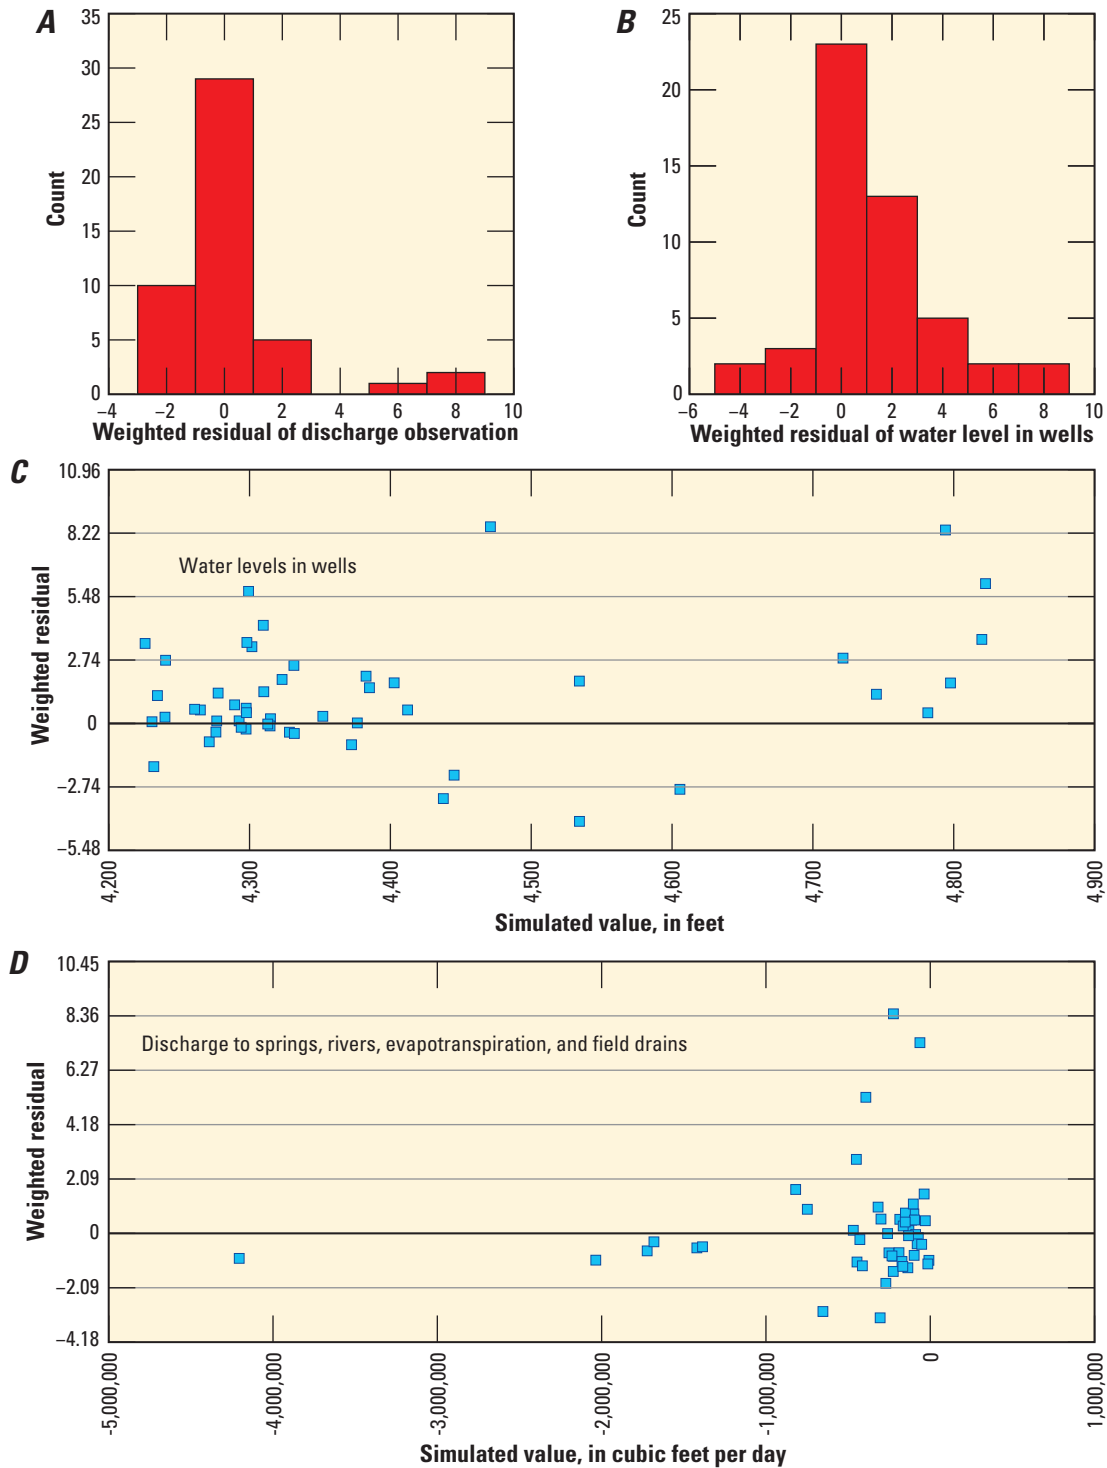 A
35
30
25
20
15
10
5
0
Count
−4 −2 0 2 4 6 8 10
Weighted residual of discharge observation
B
25
20
15
10
5
0
Count
−6 −4 −2 0 2 4 6 8 10
Weighted residual of water level in wells
C
10.96
8.22
5.48
2.74
0
−2.74
−5.48
Weighted residual
Water levels in wells
4,200 4,300 4,400 4,500 4,600 4,700 4,800 4,900
Simulated value, in feet
D
10.45
8.36
6.27
4.18
2.09
0
−2.09
−4.18
Weighted residual
Discharge to springs, rivers, evapotranspiration, and field drains
-5,000,000 -4,000,000 -3,000,000 -2,000,000 -1,000,000 0 1,000,000
Simulated value, in cubic feet per day